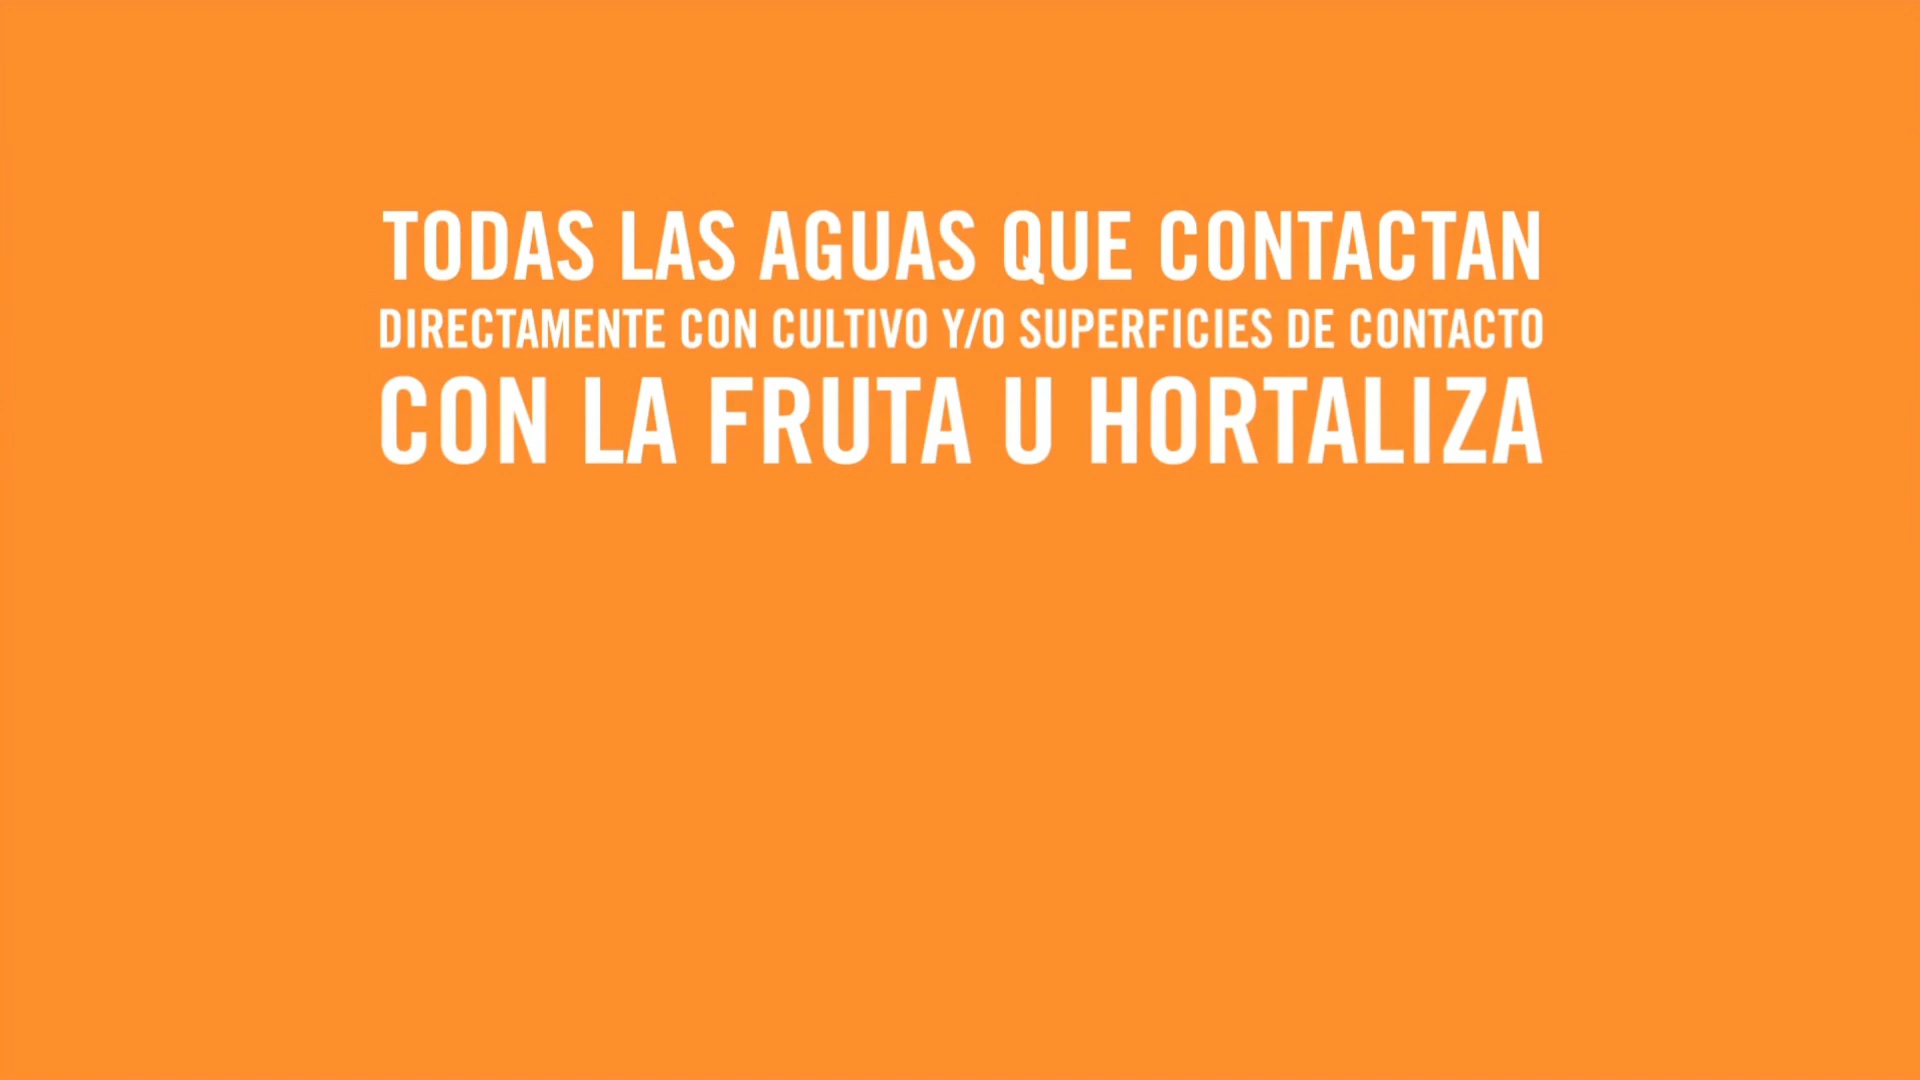 TODAS LAS AGUAS QUE CONTACTAN
DIRECTAMENTE CON CULTIVO Y/O SUPERFICIES DE CONTACTO
CON LA FRUTA U HORTALIZA